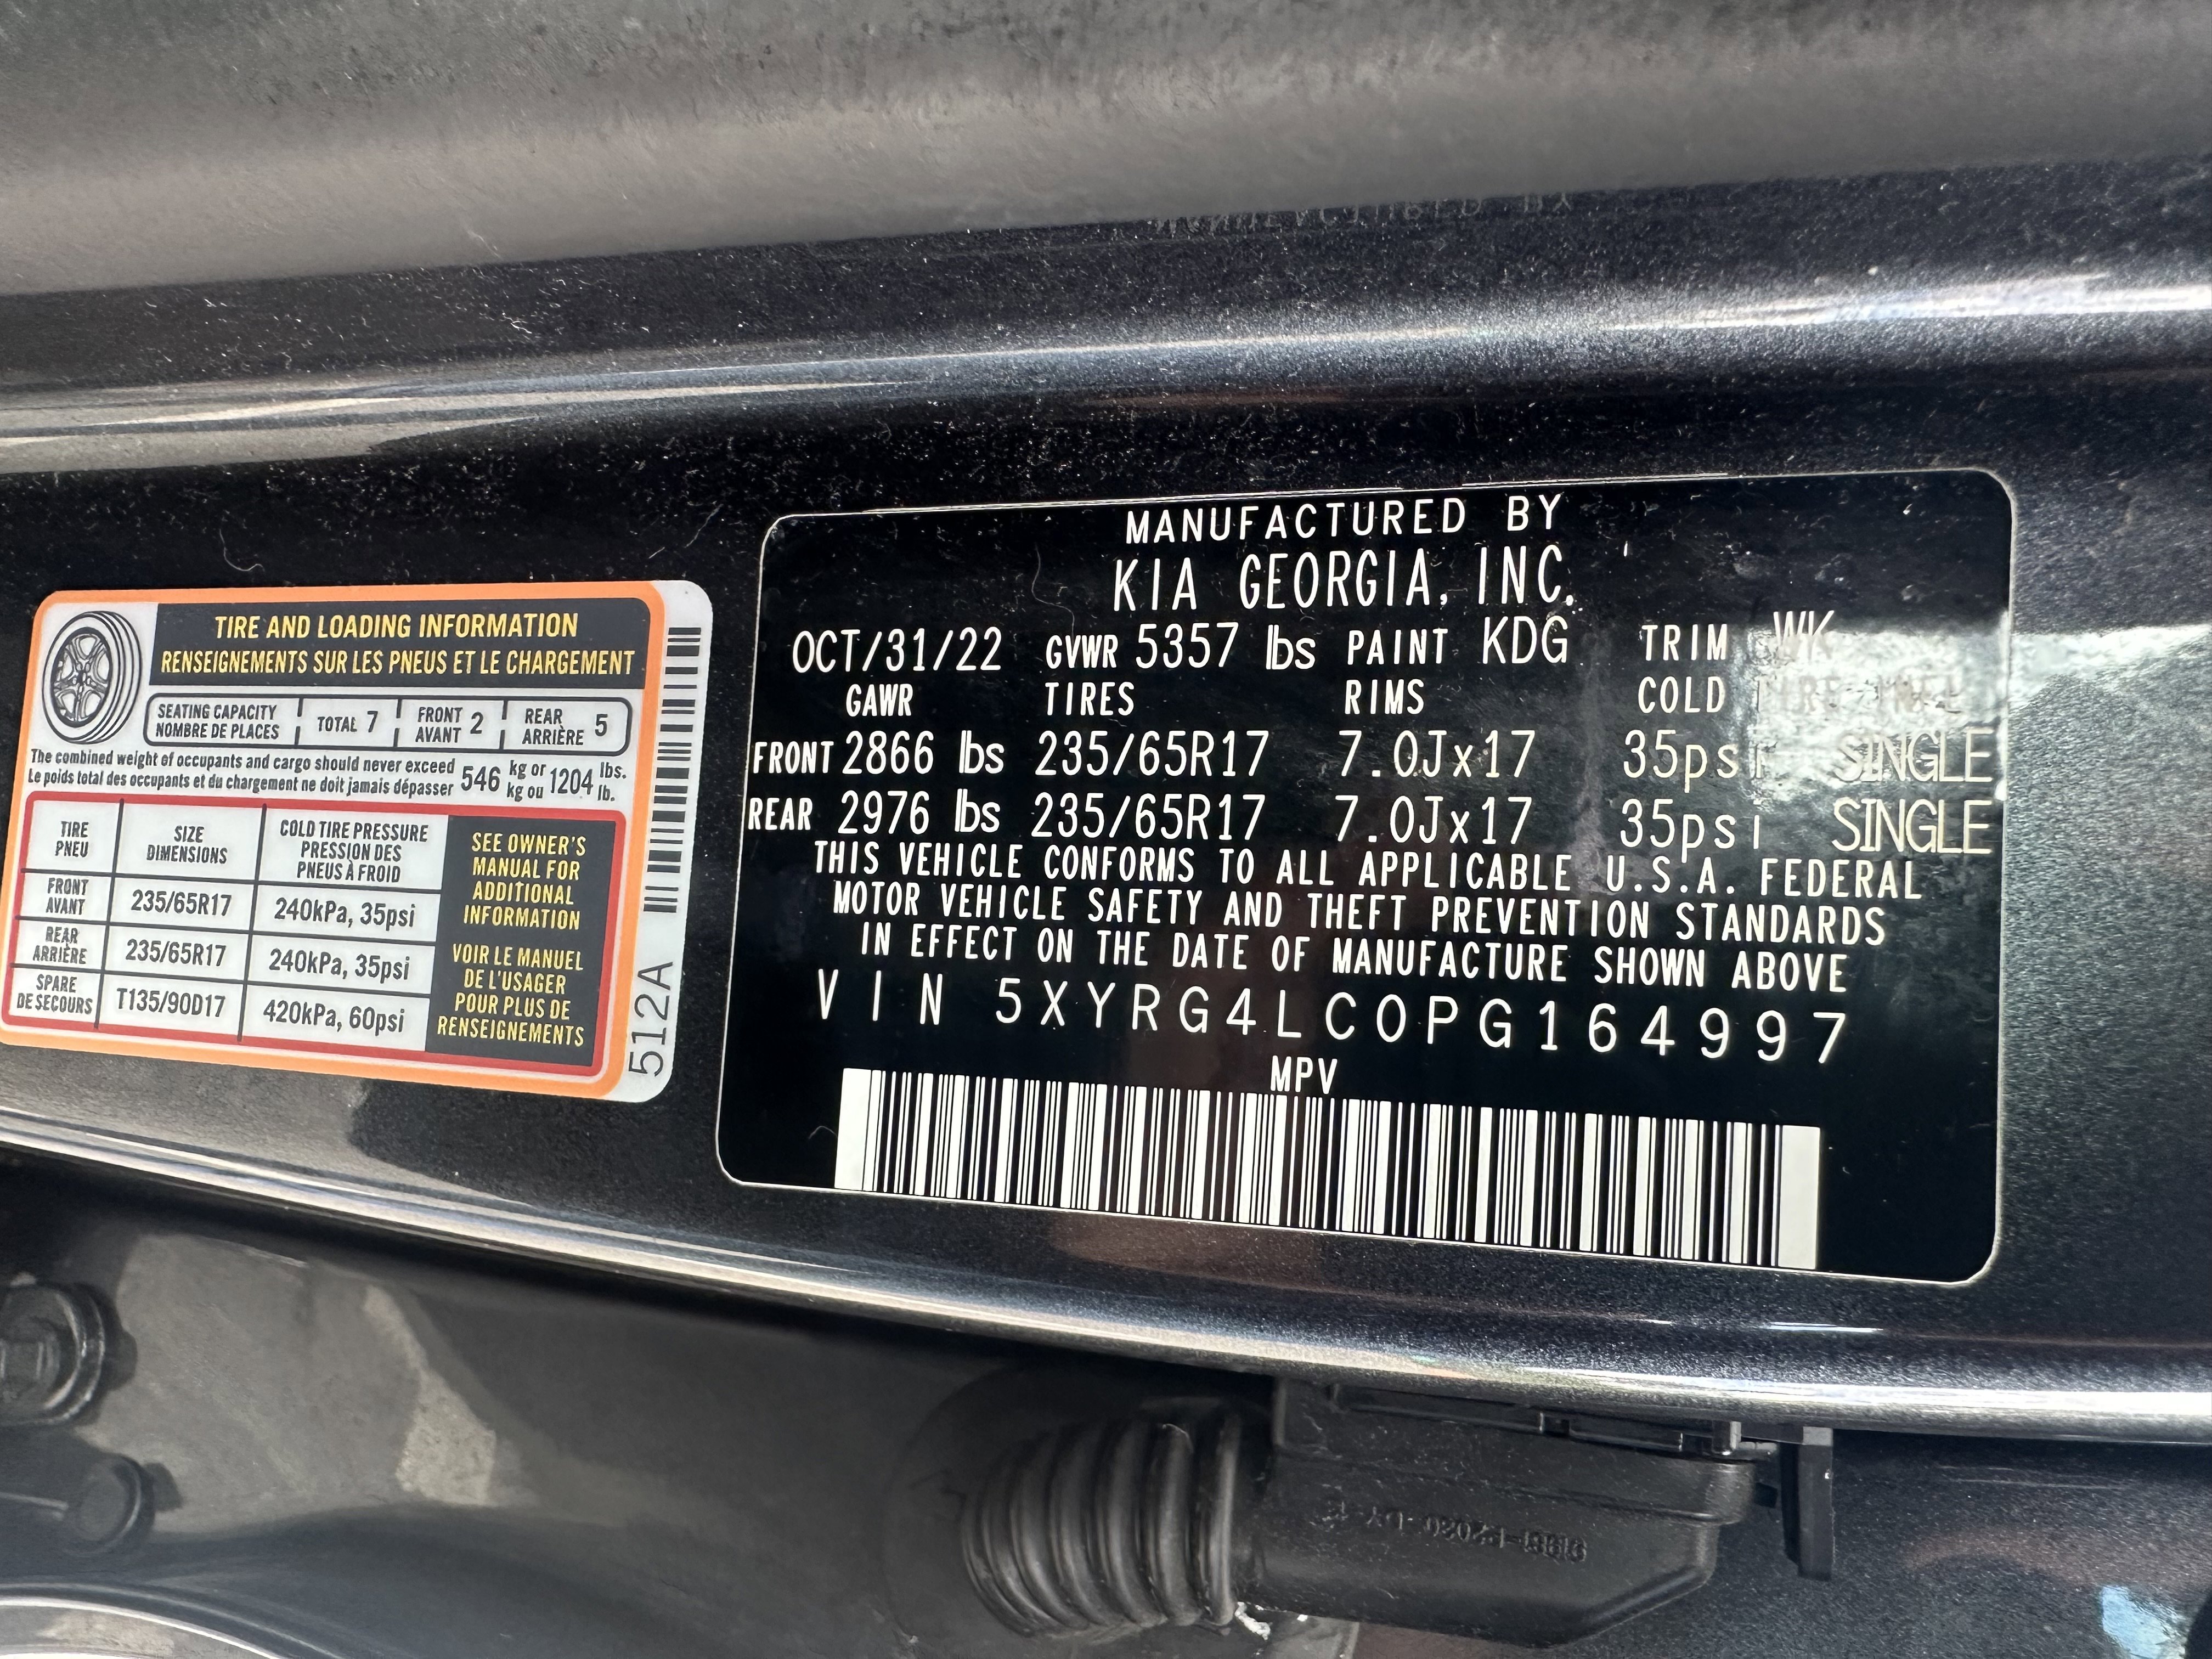 TIRE AND LOADING INFORMATION
RENSEIGNEMENTS SUR LES PNEUS ET LE CHARGEMENT
SEATING CAPACITY
NOMBRE DE PLACES
TOTAL 7
FRONT
AVANT 2
REAR
ARRIÈRE 5
The combined weight of occupants and cargo should never exceed
Le poids total des occupants et du chargement ne doit jamais dépasser
546 kg or 1204 lbs.
kg ou lb.
TIRE
PNEU
SIZE
DIMENSIONS
COLD TIRE PRESSURE
PRESSION DES
PNEUS À FROID
FRONT
AVANT
235/65R17
240kPa, 35psi
REAR
ARRIÈRE
235/65R17
240kPa, 35psi
SPARE
DE SECOURS
T135/90D17
420kPa, 60psi
SEE OWNER'S
MANUAL FOR
ADDITIONAL
INFORMATION
VOIR LE MANUEL
DE L'USAGER
POUR PLUS DE
RENSEIGNEMENTS
512A
MANUFACTURED BY
KIA GEORGIA, INC.
OCT/31/22 GVWR 5357 lbs PAINT KDG TRIM WK
GAWR TIRES RIMS COLD TIRE INFL
FRONT 2866 lbs 235/65R17 7.0Jx17 35psi SINGLE
REAR 2976 lbs 235/65R17 7.0Jx17 35psi SINGLE
THIS VEHICLE CONFORMS TO ALL APPLICABLE U.S.A. FEDERAL
MOTOR VEHICLE SAFETY AND THEFT PREVENTION STANDARDS
IN EFFECT ON THE DATE OF MANUFACTURE SHOWN ABOVE
VIN 5XYRG4LC0PG164997
MPV